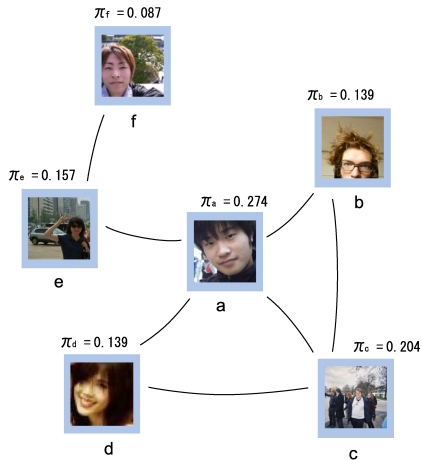 πf =0.087
f
πb =0.139
b
πe =0.157
e
πa =0.274
a
πd =0.139
d
πc =0.204
c